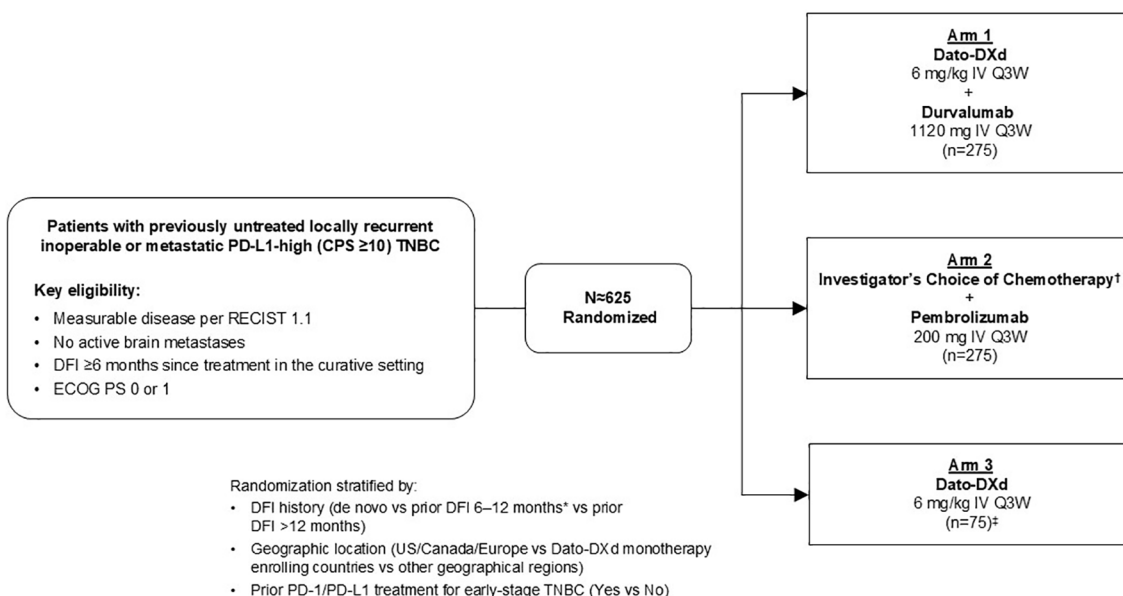 Patients with previously untreated locally recurrent
inoperable or metastatic PD-L1-high (CPS ≥10) TNBC
Key eligibility:
• Measurable disease per RECIST 1.1
• No active brain metastases
• DFI ≥6 months since treatment in the curative setting
• ECOG PS 0 or 1
N≈625
Randomized
Arm 1
Dato-DXd
6 mg/kg IV Q3W
+
Durvalumab
1120 mg IV Q3W
(n=275)
Arm 2
Investigator's Choice of Chemotherapy†
+
Pembrolizumab
200 mg IV Q3W
(n=275)
Arm 3
Dato-DXd
6 mg/kg IV Q3W
(n=75)‡
Randomization stratified by:
• DFI history (de novo vs prior DFI 6–12 months* vs prior
DFI >12 months)
• Geographic location (US/Canada/Europe vs Dato-DXd monotherapy
enrolling countries vs other geographical regions)
• Prior PD-1/PD-L1 treatment for early-stage TNBC (Yes vs No)